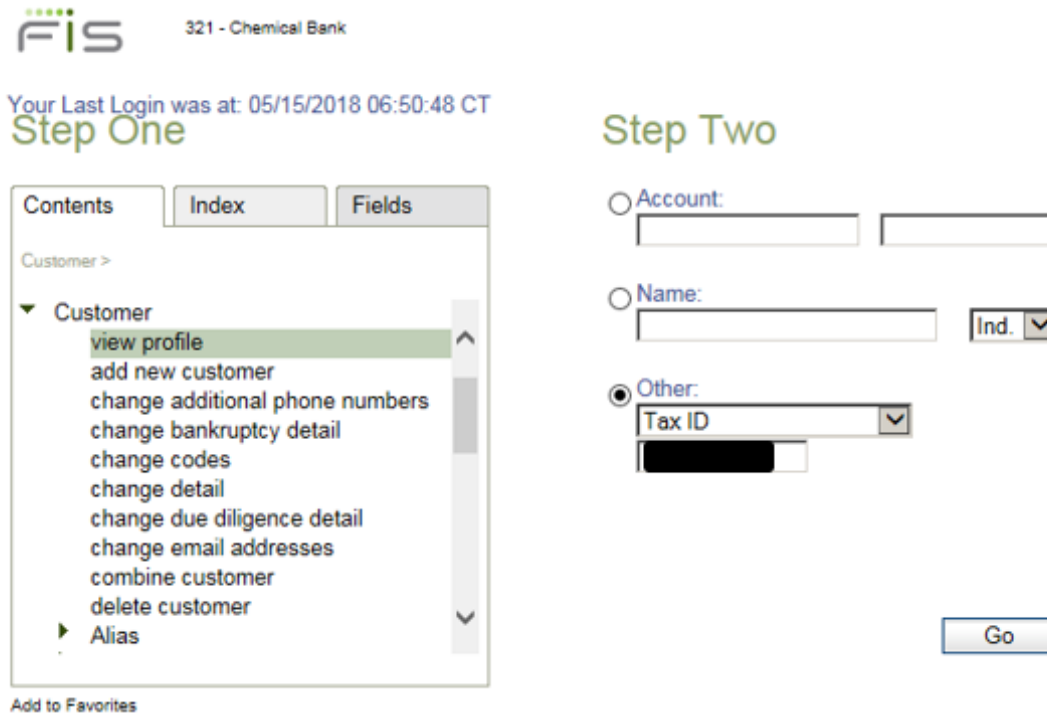 FIS
321 - Chemical Bank
Your Last Login was at: 05/15/2018 06:50:48 CT
Step One
Contents
Index
Fields
Customer >
Customer
view profile
add new customer
change additional phone numbers
change bankruptcy detail
change codes
change detail
change due diligence detail
change email addresses
combine customer
delete customer
Alias
Add to Favorites
Step Two
Account:
Name:
Ind.
Other:
Tax ID
Go